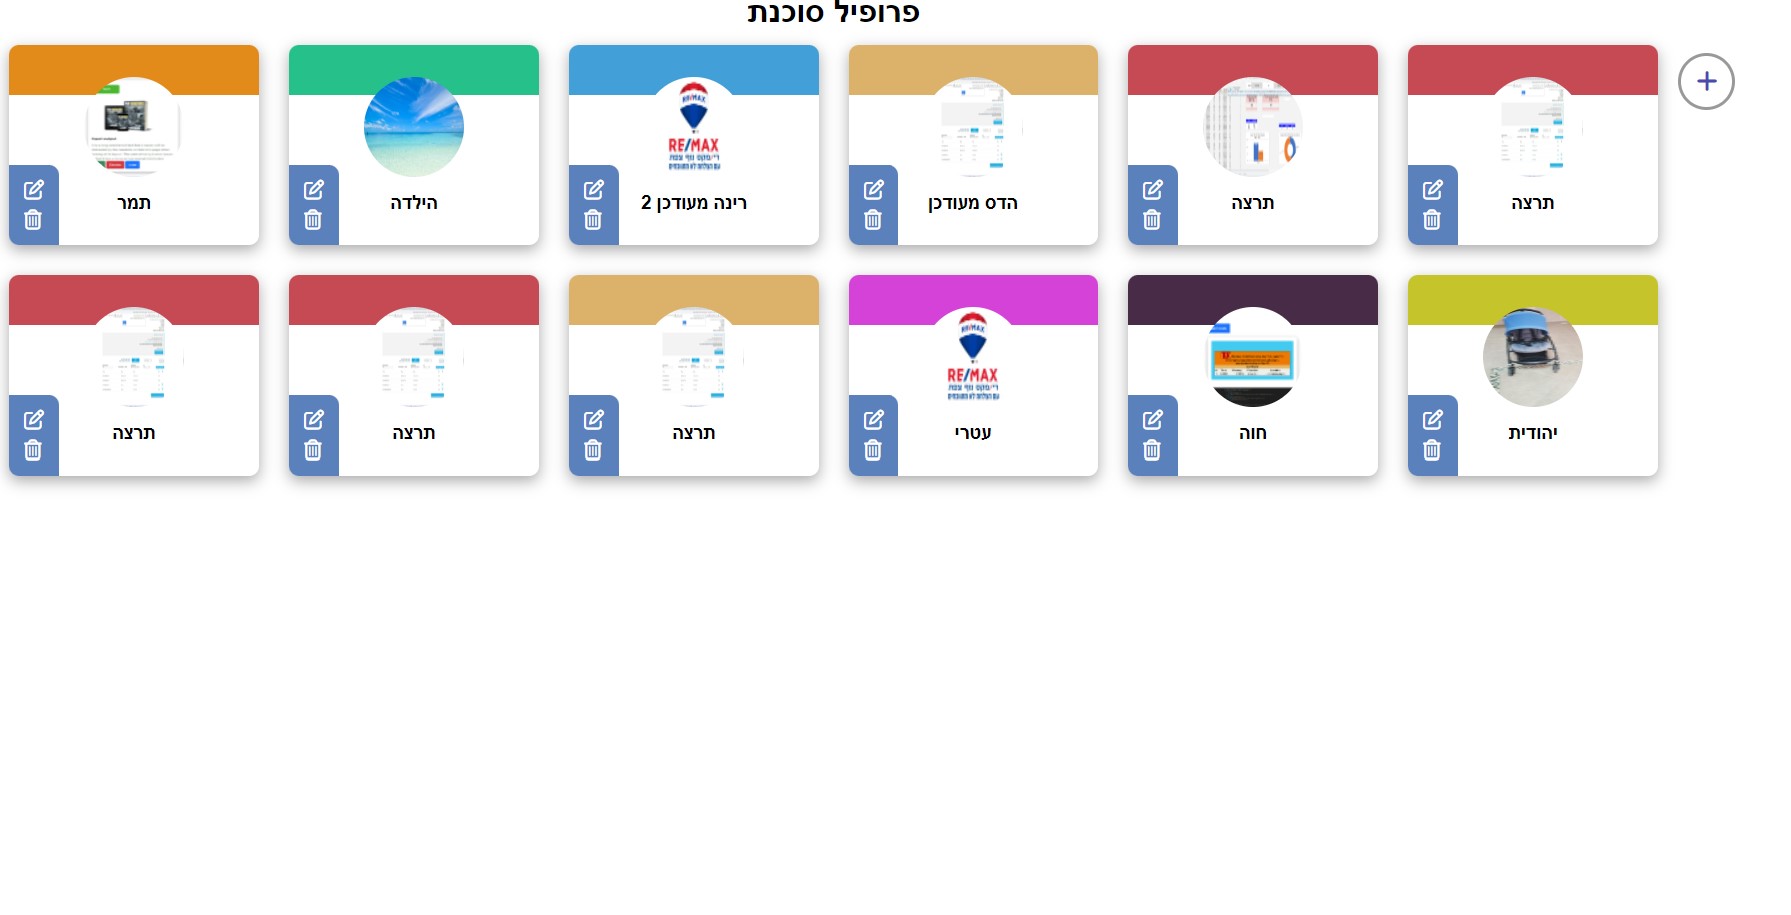 פרופיל סוכנת
תרצה
תרצה
הדס מעודכן
RE/MAX
רינה מעודכן 2
הילדה
תמר
יהודית
חוה
RE/MAX
עטרי
תרצה
תרצה
תרצה